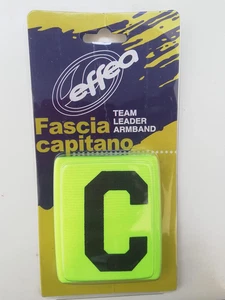 effea
Fascia
capitano
TEAM
LEADER
ARMBAND
C